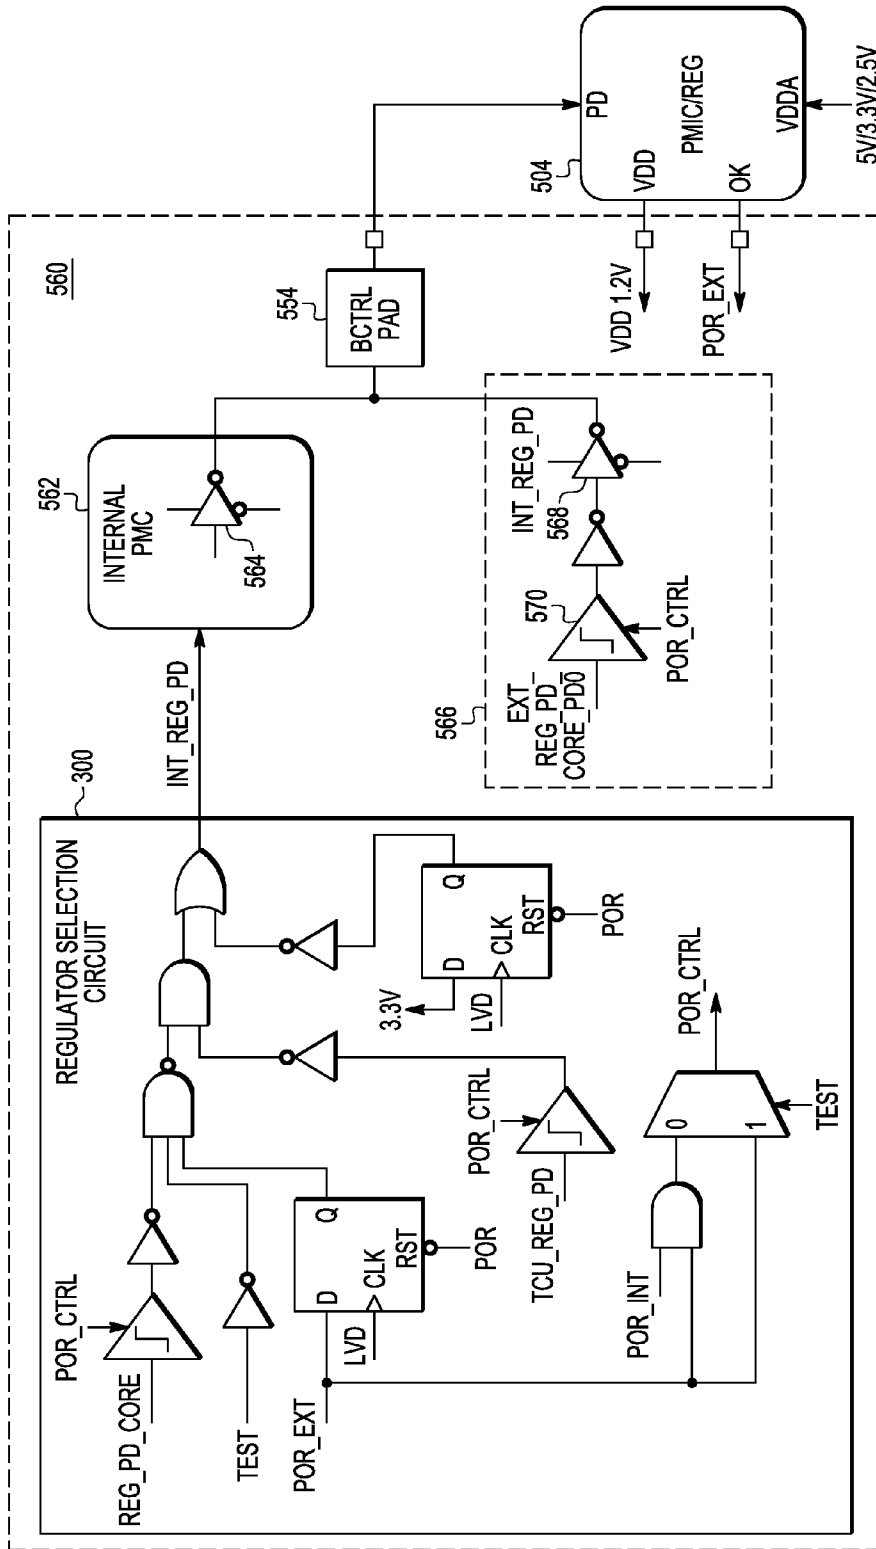 560
300
REGULATOR SELECTION
CIRCUIT
POR_CTRL
REG_PD_CORE
TEST
POR_EXT
LVD
D
Q
CLK
RST
POR
POR_CTRL
TCU_REG_PD
3.3V
LVD
D
Q
CLK
RST
POR
POR_INT
0
1
TEST
POR_CTRL
INT_REG_PD
562
INTERNAL
PMC
564
566
EXT_
REG_PD_
CORE_PD0
570
POR_CTRL
568
INT_REG_PD
554
BCTRL
PAD
VDD 1.2V
POR_EXT
504
PD
VDD
PMIC/REG
OK
VDDA
5V/3.3V/2.5V